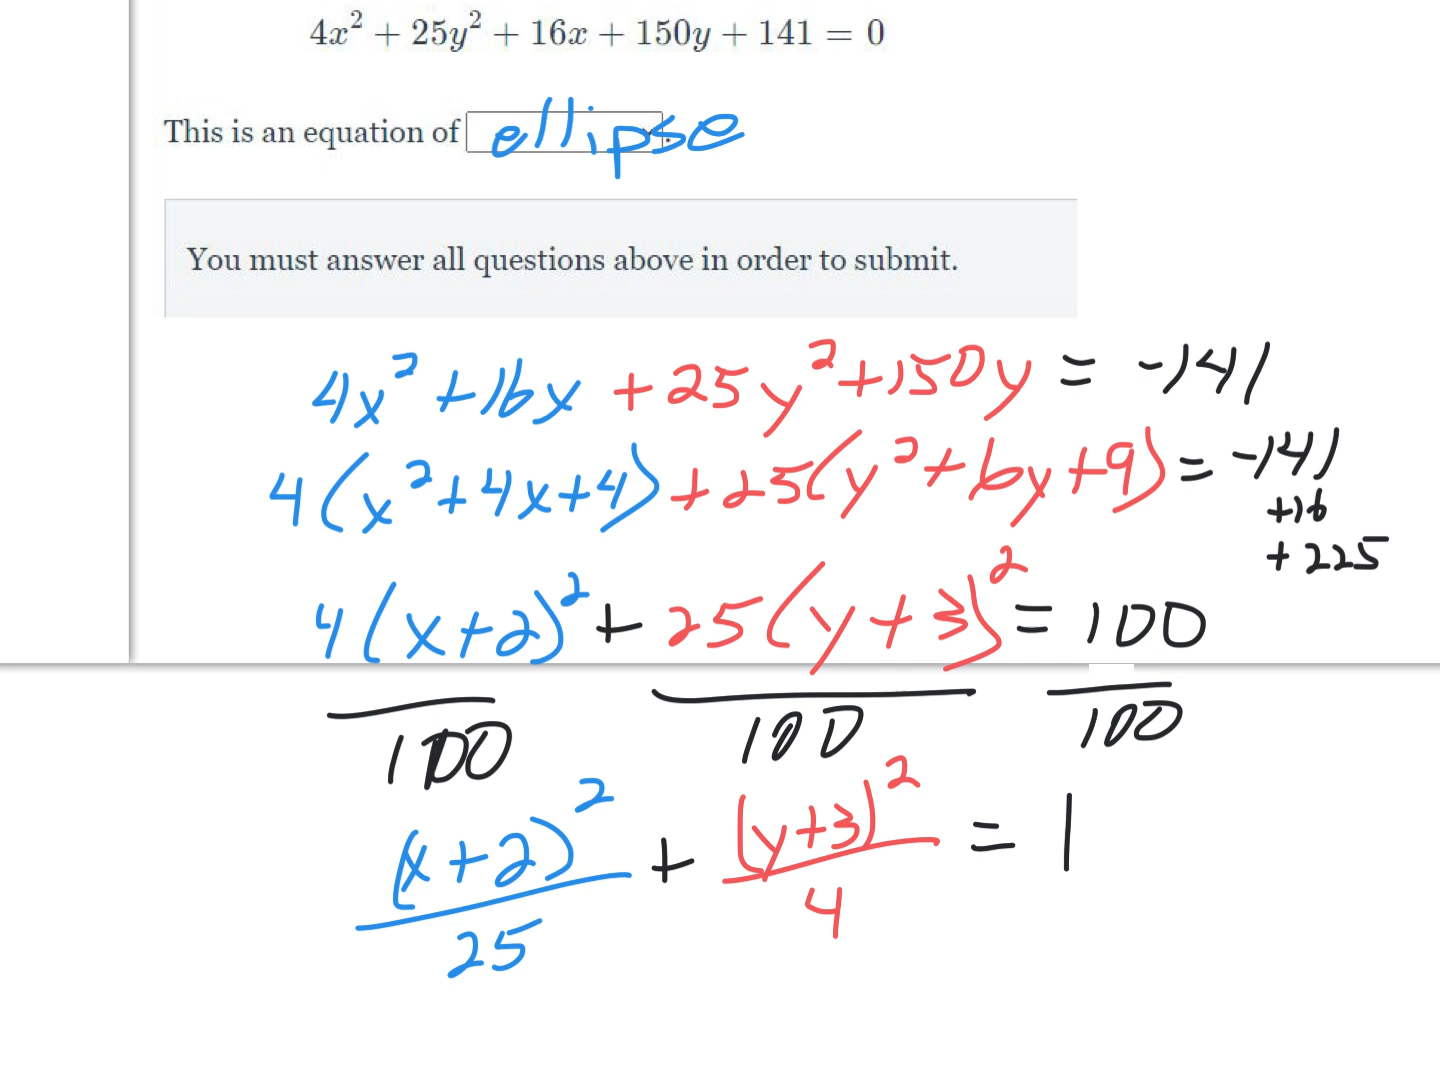 4x² + 25y² + 16x + 150y + 141 = 0
This is an equation of ellipse .
You must answer all questions above in order to submit.
4x² + 16x + 25y² + 150y = -141
4(x² + 4x + 4) + 25(y² + 6y + 9) = -141
+16
+225
4(x+2)² + 25(y+3)² = 100
100 100 100
(x+2)² + (y+3)² = 1
25 4